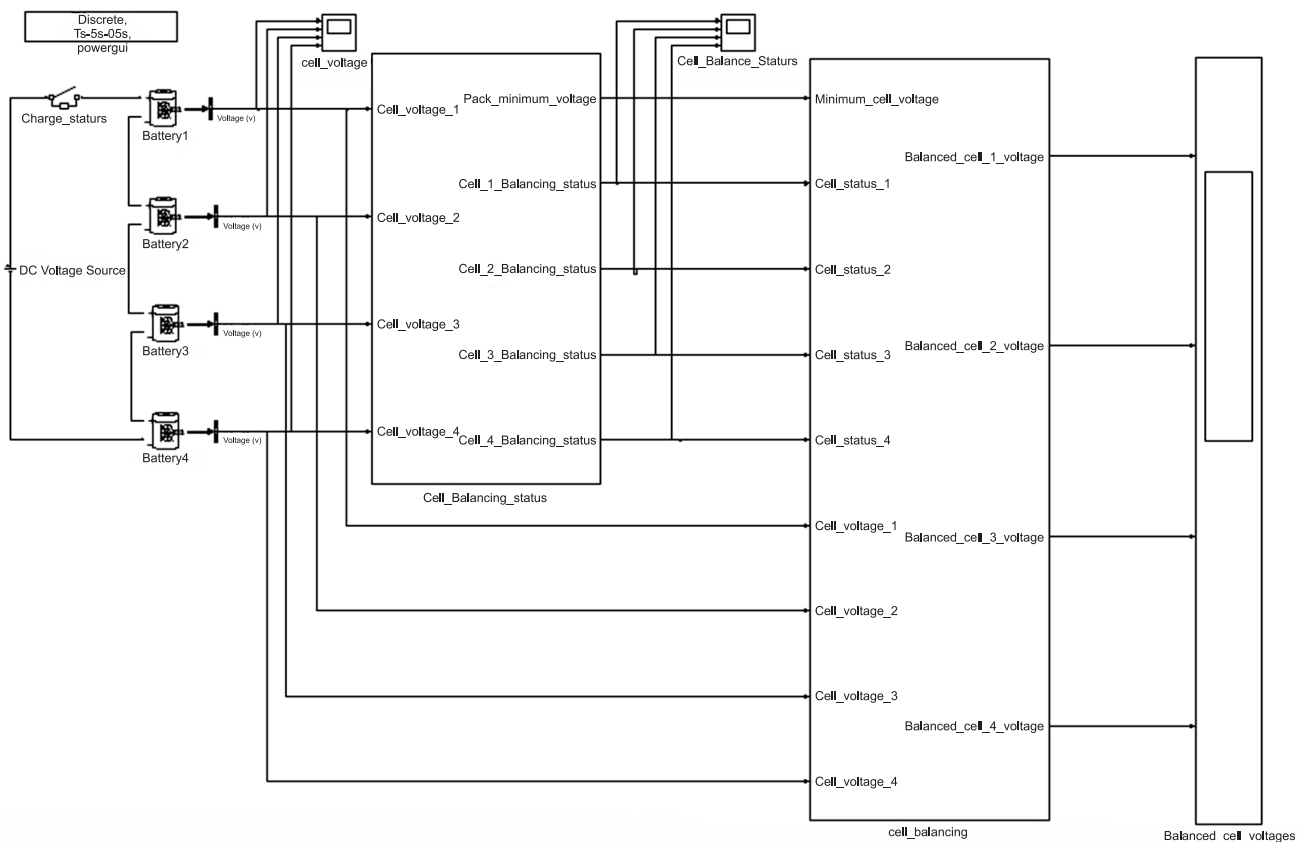 Discrete,
Ts-5s-05s,
powergui
cell_voltage
Cell_Balance_Staturs
Charge_staturs
Battery1
Voltage (v)
Battery2
Voltage (v)
DC Voltage Source
Battery3
Voltage (v)
Battery4
Voltage (v)
Cell_voltage_1
Pack_minimum_voltage
Cell_1_Balancing_status
Cell_voltage_2
Cell_2_Balancing_status
Cell_voltage_3
Cell_3_Balancing_status
Cell_voltage_4
Cell_4_Balancing_status
Cell_Balancing_status
Minimum_cell_voltage
Balanced_cell_1_voltage
Cell_status_1
Cell_status_2
Balanced_cell_2_voltage
Cell_status_3
Cell_status_4
Cell_voltage_1
Balanced_cell_3_voltage
Cell_voltage_2
Cell_voltage_3
Balanced_cell_4_voltage
Cell_voltage_4
cell_balancing
Balanced cell voltages